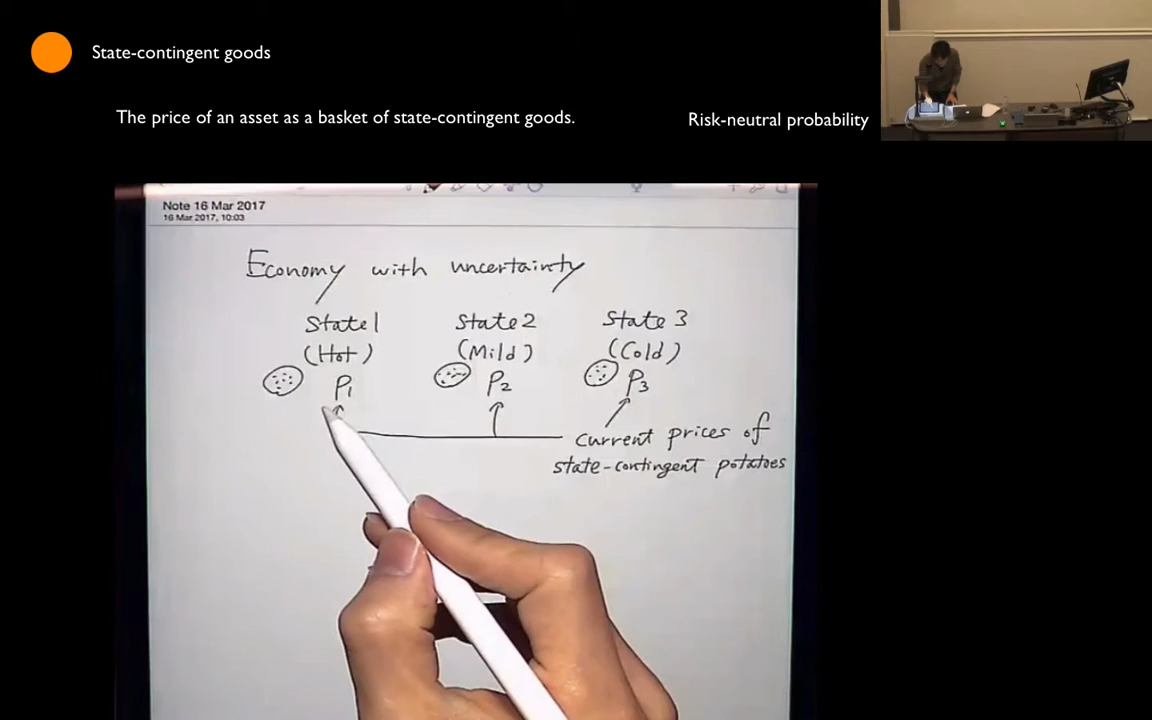 State-contingent goods
The price of an asset as a basket of state-contingent goods.
Risk-neutral probability
Note 16 Mar 2017
16 Mar 2017, 10:03
Economy with uncertainty
State 1 State 2 State 3
(Hot) (Mild) (Cold)
P1 P2 P3
Current prices of
state-contingent potatoes